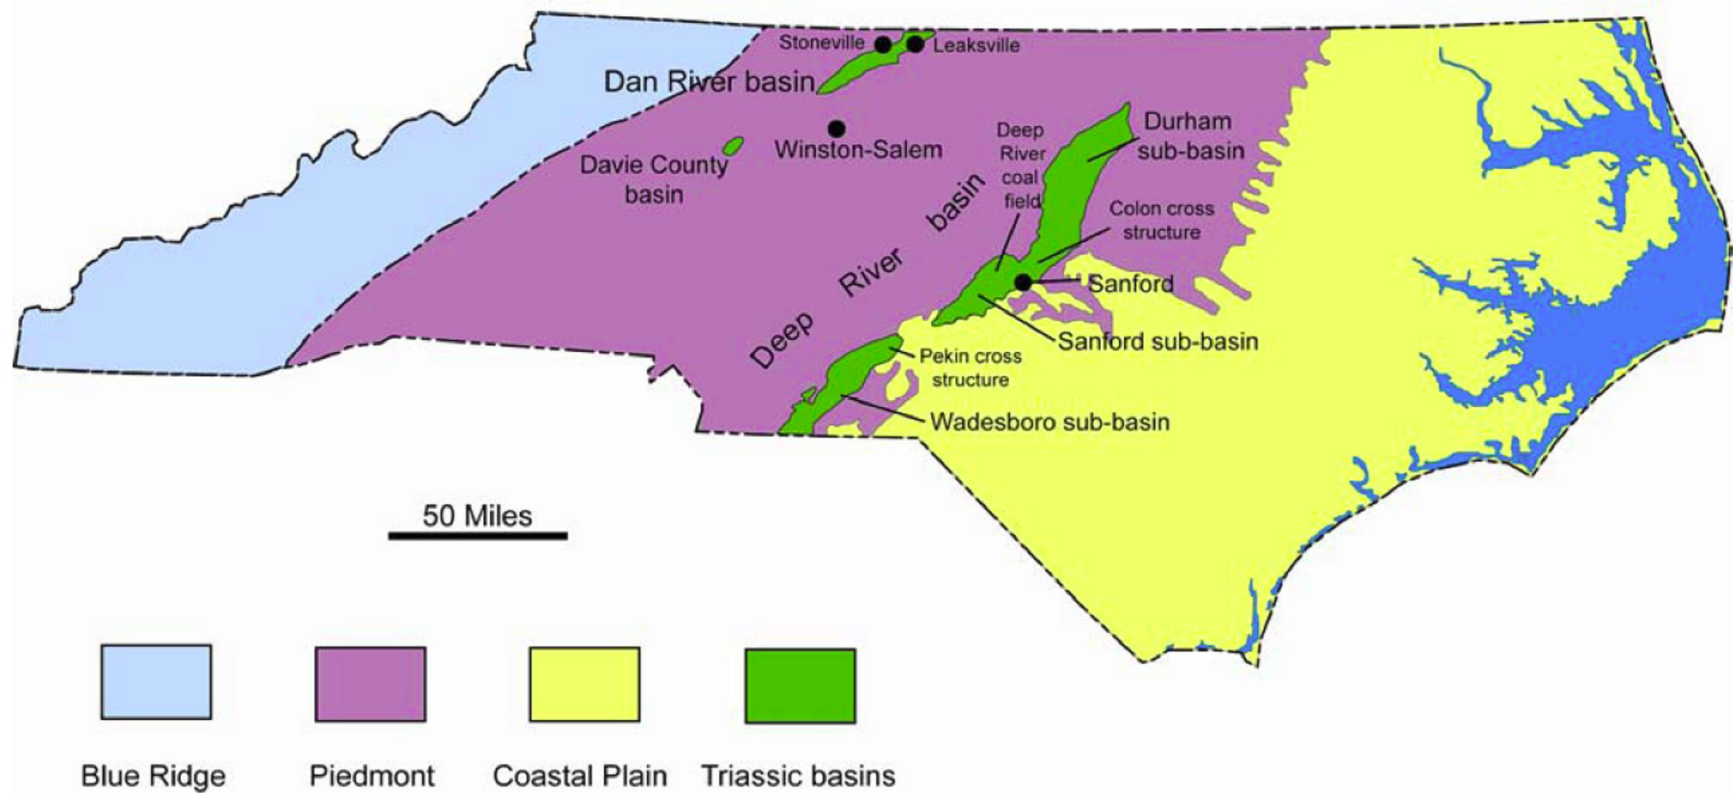 Stoneville
Leaksville
Dan River basin
Winston-Salem
Davie County
basin
Deep
River
coal
field
Durham
sub-basin
Colon cross
structure
Deep River basin
Sanford
Sanford sub-basin
Pekin cross
structure
Wadesboro sub-basin
50 Miles
Blue Ridge
Piedmont
Coastal Plain
Triassic basins